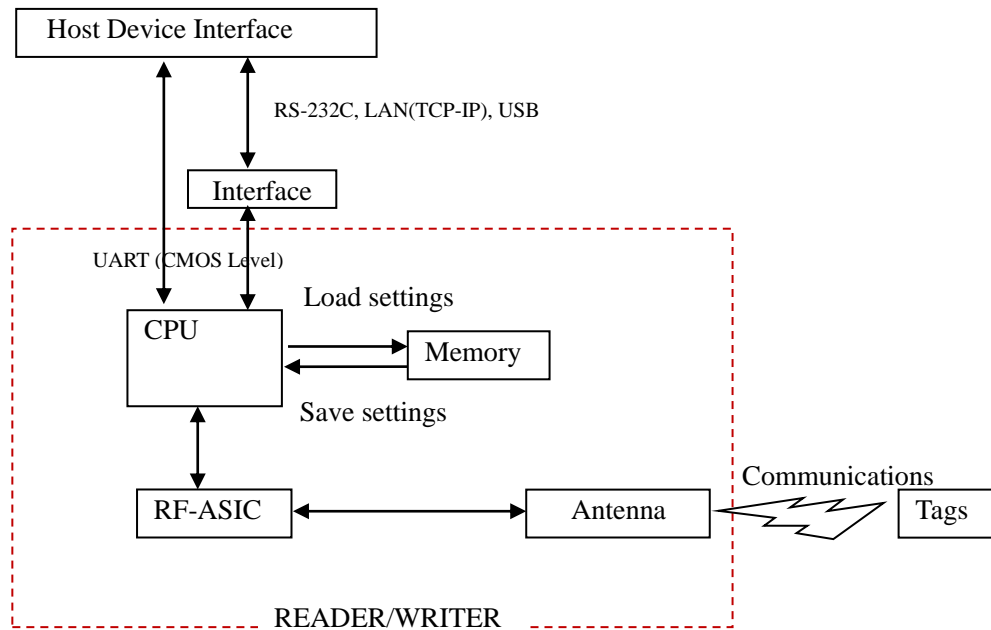 Host Device Interface
RS-232C, LAN(TCP-IP), USB
Interface
UART (CMOS Level)
Load settings
CPU
Memory
Save settings
Communications
RF-ASIC
Antenna
Tags
READER/WRITER